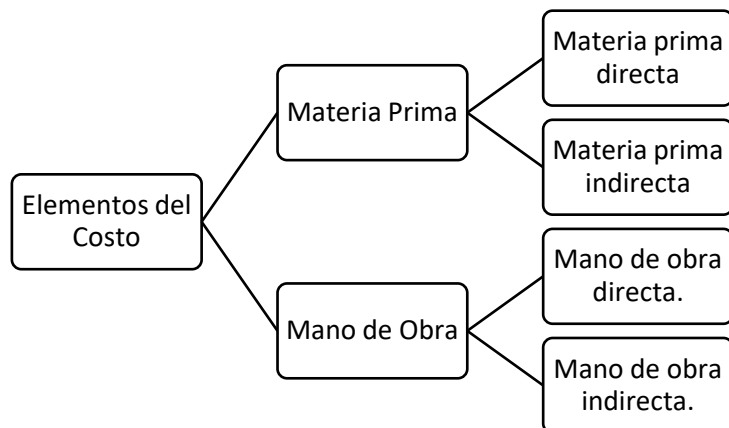 Elementos del
Costo
Materia Prima
Materia prima
directa
Materia prima
indirecta
Mano de Obra
Mano de obra
directa.
Mano de obra
indirecta.